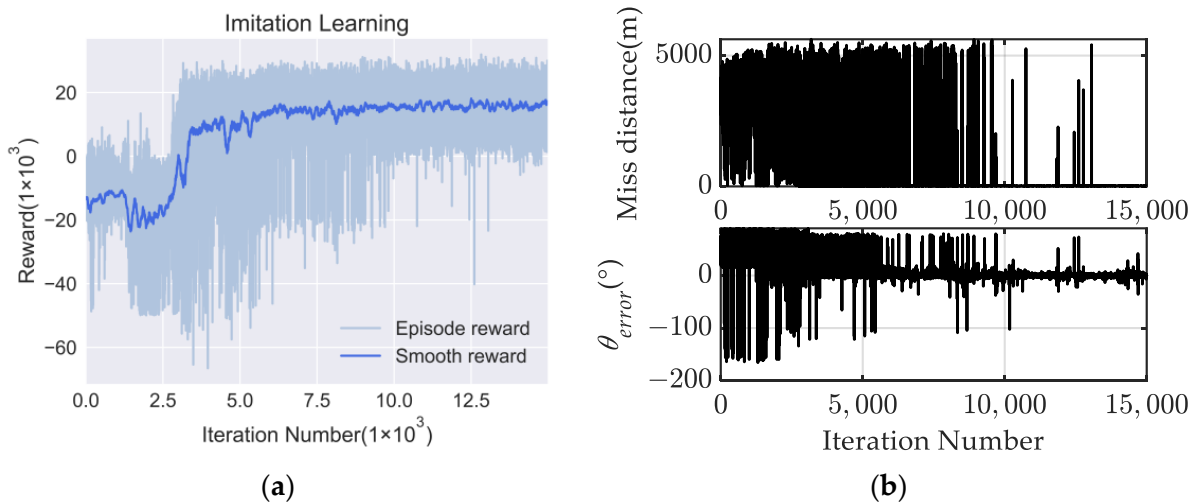 Imitation Learning
Reward(1×10³)
20
0
−20
−40
−60
Episode reward
Smooth reward
0.0 2.5 5.0 7.5 10.0 12.5
Iteration Number(1×10³)
(a)
Miss distance(m)
5000
0
0 5,000 10,000 15,000
θerror(°)
0
−100
−200
0 5,000 10,000 15,000
Iteration Number
(b)